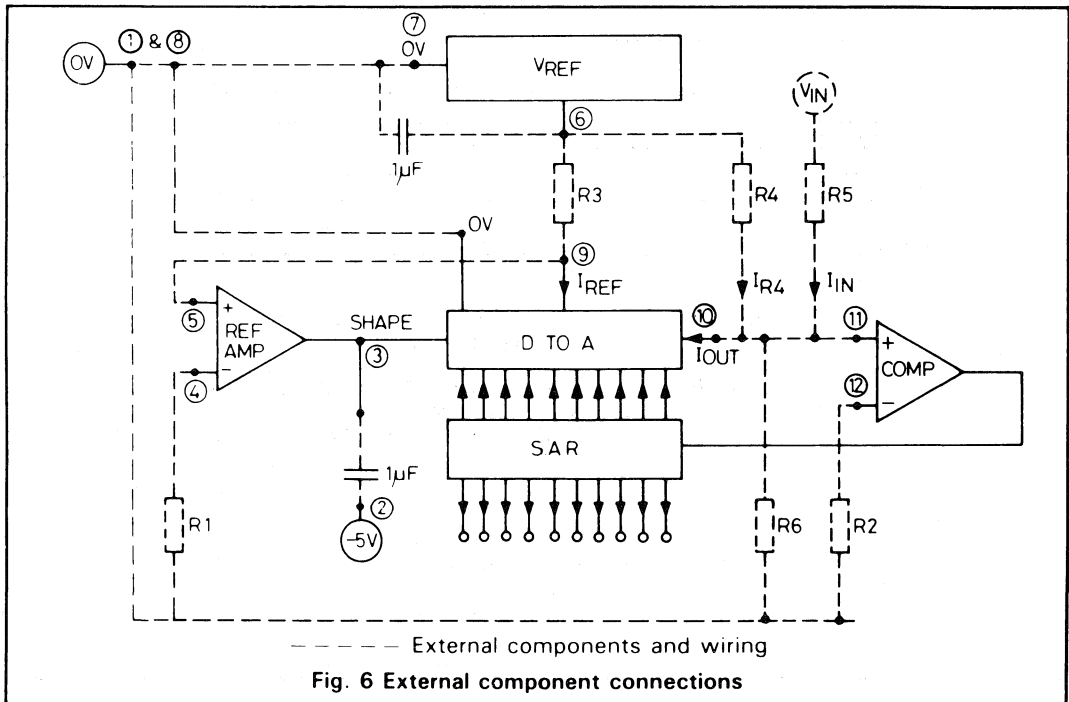 ① & ⑧
0V
⑦
0V
VREF
VIN
⑥
1µF
R3
R4
R5
0V
⑨
IREF
IR4
IIN
⑤
+
REF
AMP
−
④
SHAPE
③
D TO A
⑩
IOUT
⑪
+
COMP
⑫
−
S.A.R
1µF
②
-5V
R1
R6
R2
------ External components and wiring
Fig. 6 External component connections